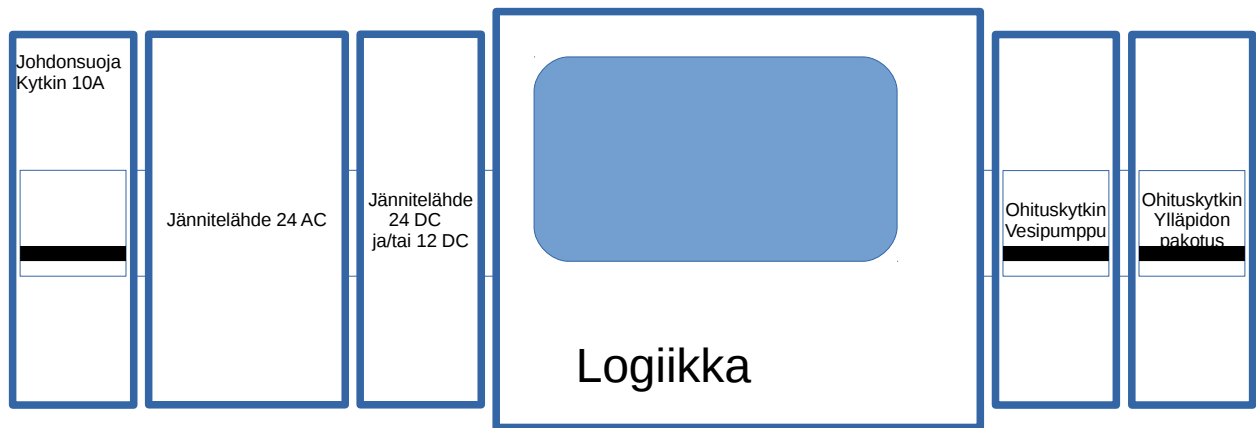 Johdonsuoja
Kytkin 10A
Jännitelähde 24 AC
Jännitelähde
24 DC
ja/tai 12 DC
Logiikka
Ohituskytkin
Vesipumppu
Ohituskytkin
Ylläpidon
pakotus